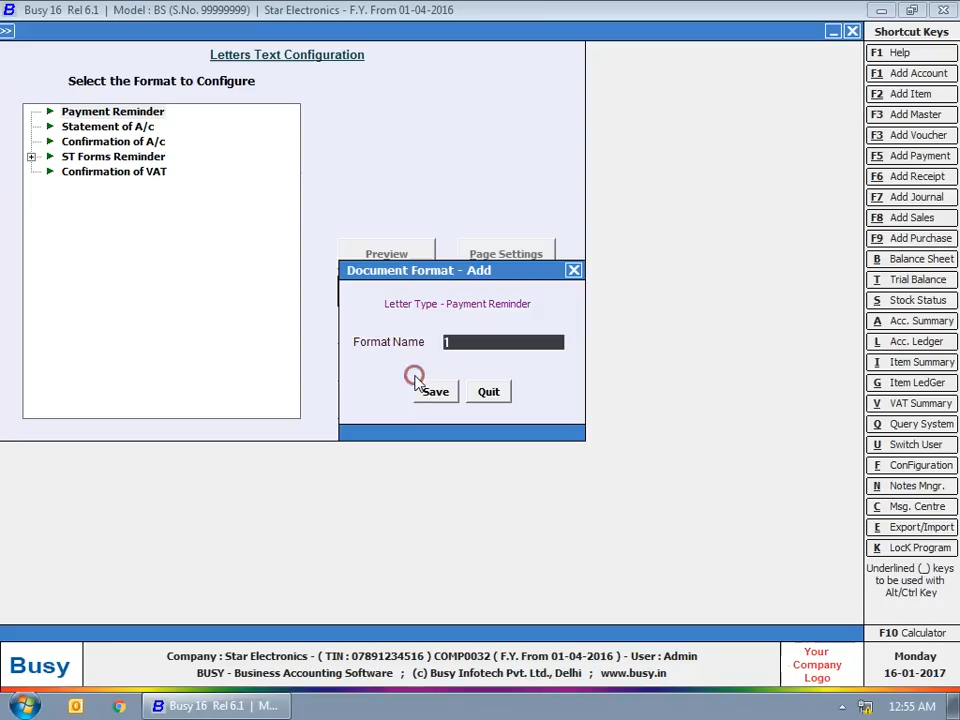 Busy 16 Rel 6.1 | Model : BS (S.No. 99999999) | Star Electronics - F.Y. From 01-04-2016
>>
Letters Text Configuration
Select the Format to Configure
Payment Reminder
Statement of A/c
Confirmation of A/c
ST Forms Reminder
Confirmation of VAT
Preview
Page Settings
Document Format - Add
Letter Type - Payment Reminder
Format Name 1
Save
Quit
Shortcut Keys
F1 Help
F1 Add Account
F2 Add Item
F3 Add Master
F3 Add Voucher
F5 Add Payment
F6 Add Receipt
F7 Add Journal
F8 Add Sales
F9 Add Purchase
B Balance Sheet
T Trial Balance
S Stock Status
A Acc. Summary
L Acc. Ledger
I Item Summary
G Item LedGer
V VAT Summary
Q Query System
U Switch User
F ConFiguration
N Notes Mngr.
C Msg. Centre
E Export/Import
K LocK Program
Underlined (_) keys
to be used with
Alt/Ctrl Key
F10 Calculator
Busy
Company : Star Electronics - ( TIN : 07891234516 ) COMP0032 ( F.Y. From 01-04-2016 ) - User : Admin
BUSY - Business Accounting Software ; (c) Busy Infotech Pvt. Ltd., Delhi ; www.busy.in
Your
Company
Logo
Monday
16-01-2017
Busy 16 Rel 6.1 | M...
12:55 AM